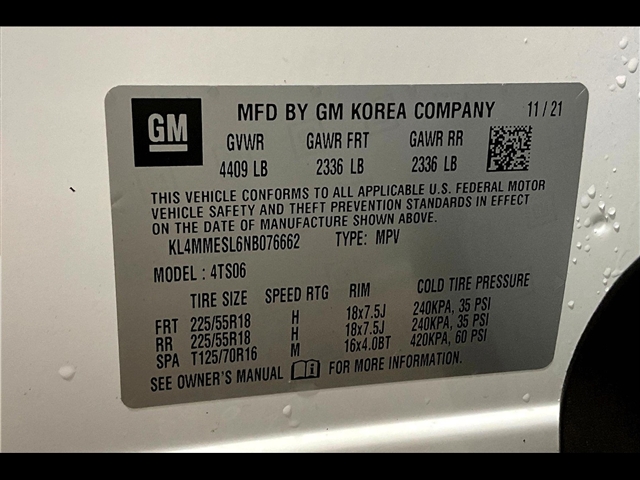 GM MFD BY GM KOREA COMPANY 11/21
GVWR GAWR FRT GAWR RR
4409 LB 2336 LB 2336 LB
THIS VEHICLE CONFORMS TO ALL APPLICABLE U.S. FEDERAL MOTOR
VEHICLE SAFETY AND THEFT PREVENTION STANDARDS IN EFFECT
ON THE DATE OF MANUFACTURE SHOWN ABOVE.
KL4MMESL6NB076662 TYPE: MPV
MODEL : 4TS06
TIRE SIZE SPEED RTG RIM COLD TIRE PRESSURE
FRT 225/55R18 H 18x7.5J 240KPA, 35 PSI
RR 225/55R18 H 18x7.5J 240KPA, 35 PSI
SPA T125/70R16 M 16x4.0BT 420KPA, 60 PSI
SEE OWNER'S MANUAL FOR MORE INFORMATION.